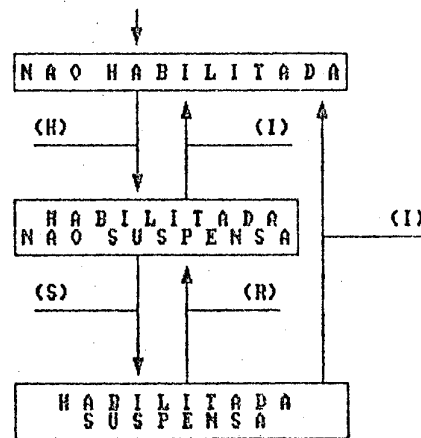 NAO HABILITADA
(H) (I)
HABILITADA
NAO SUSPENSA
(I)
(S) (R)
HABILITADA
SUSPENSA